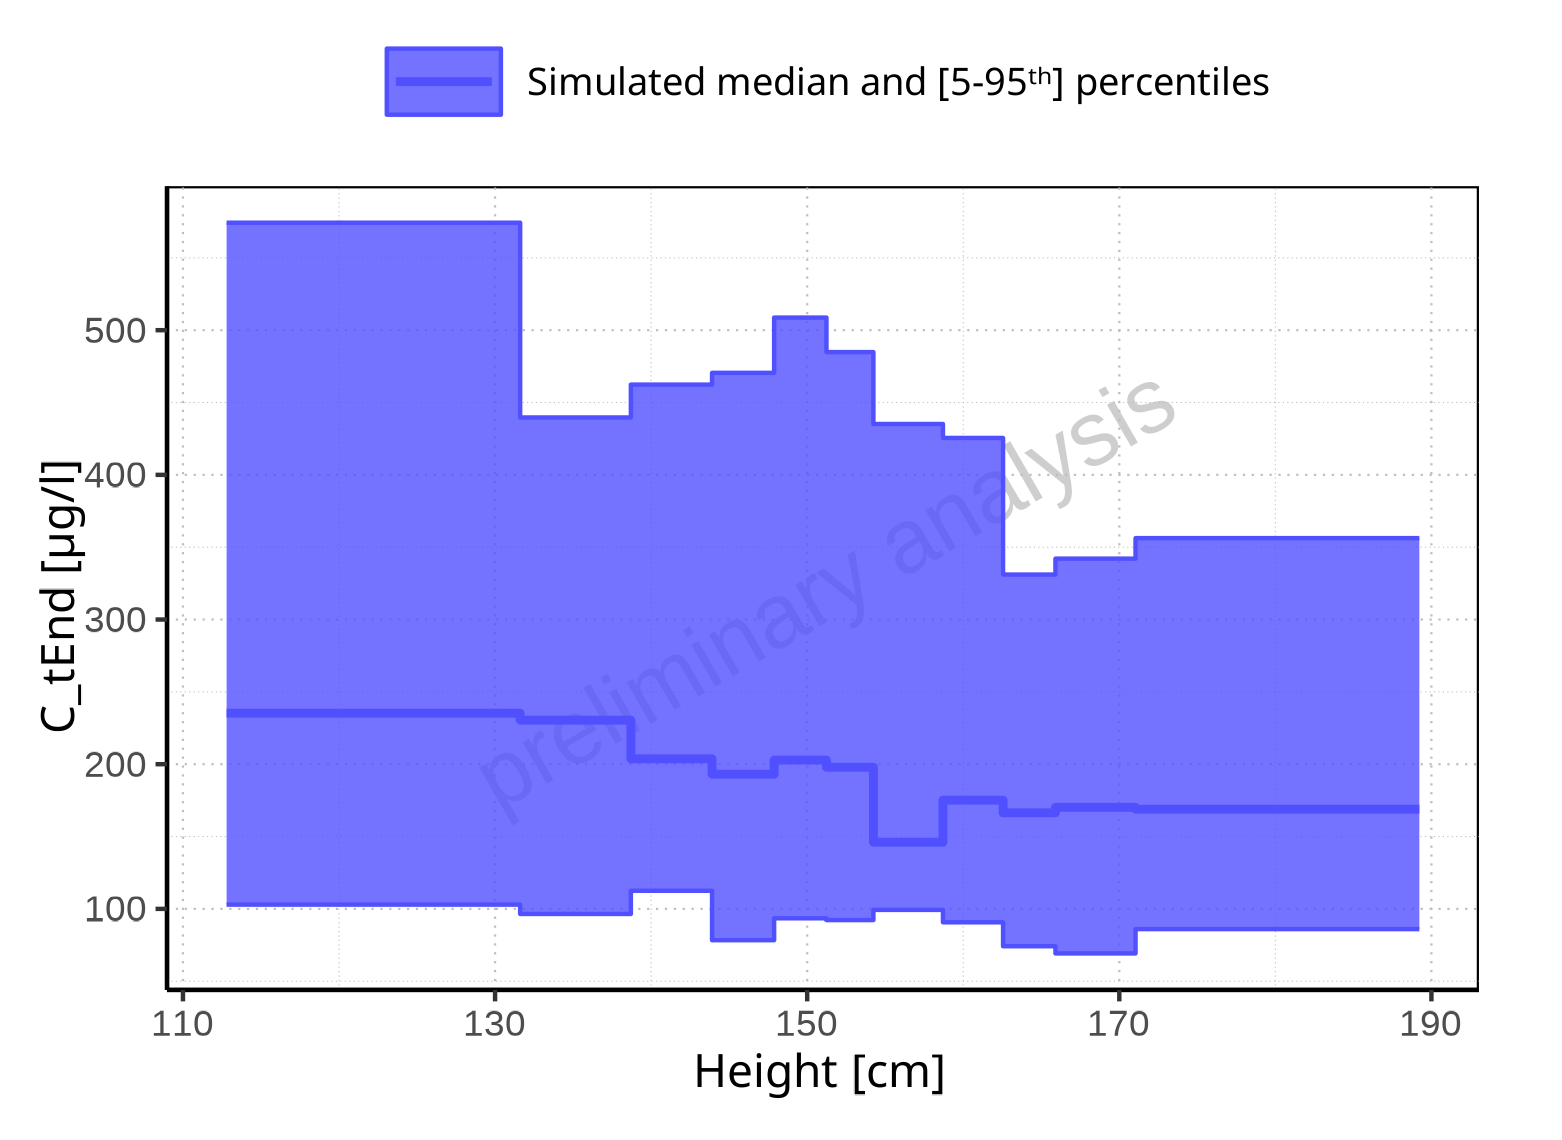 Simulated median and [5-95ᵗʰ] percentiles
C_tEnd [µg/l]
500
400
300
200
100
preliminary analysis
110 130 150 170 190
Height [cm]